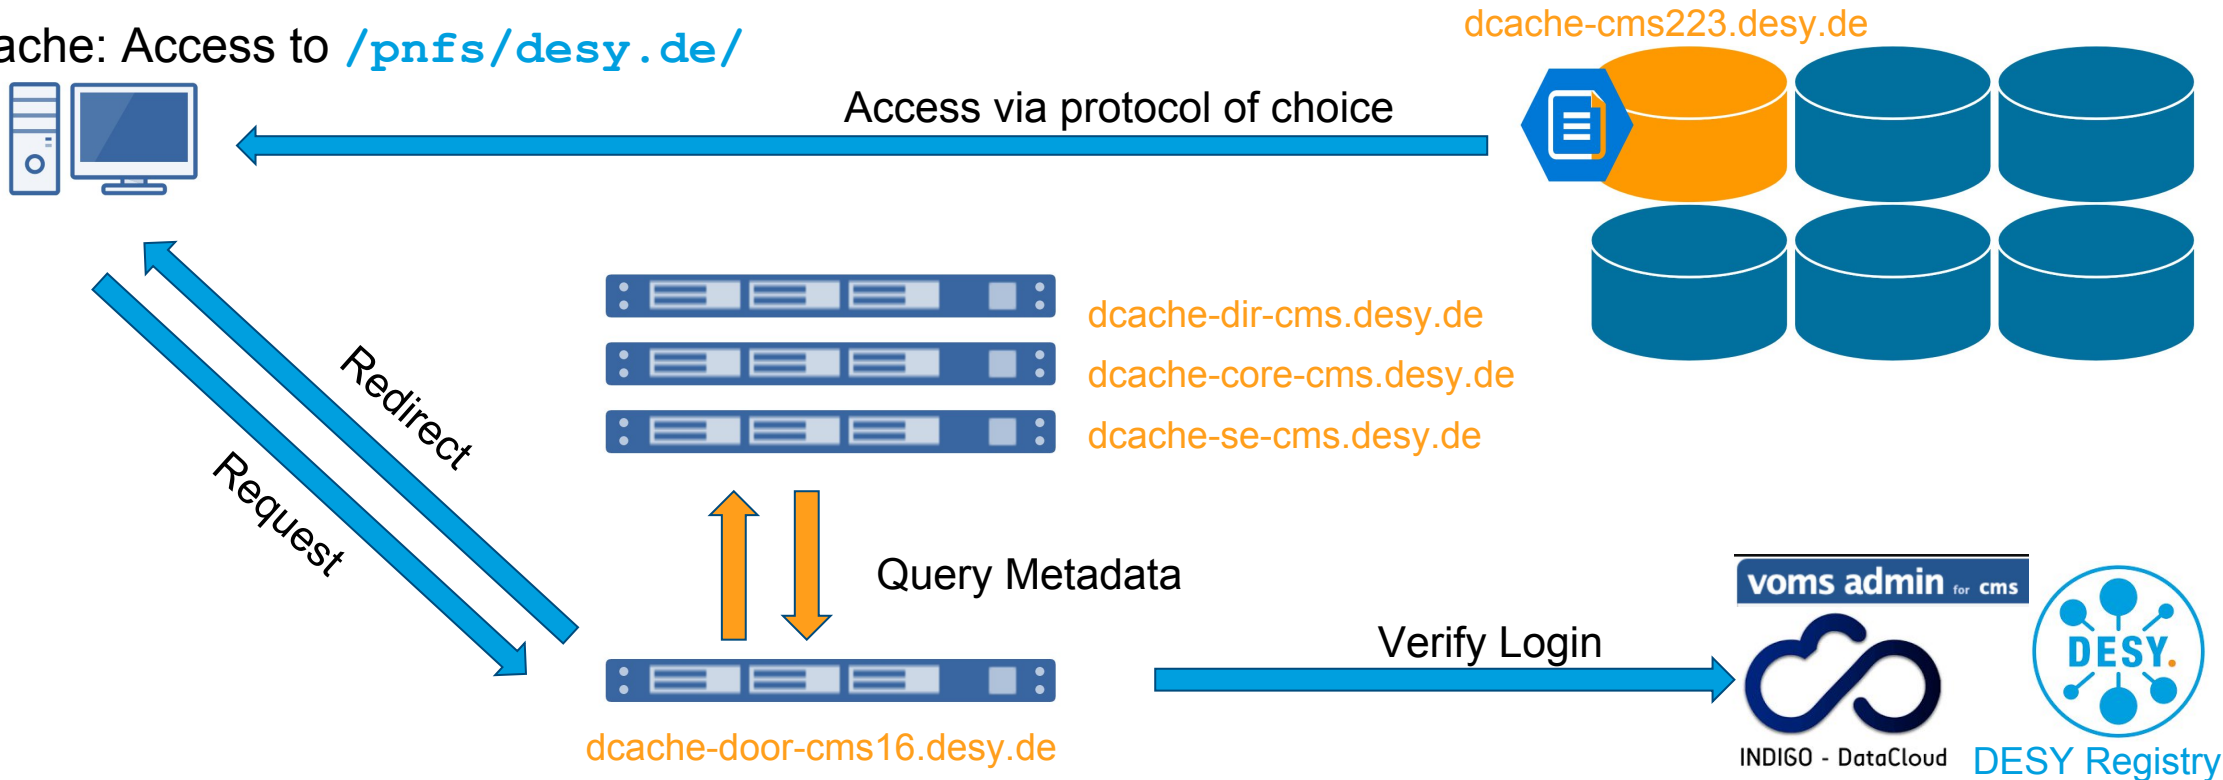 dcache-cms223.desy.de
ache: Access to /pnfs/desy.de/
Access via protocol of choice
Redirect
Request
dcache-dir-cms.desy.de
dcache-core-cms.desy.de
dcache-se-cms.desy.de
Query Metadata
Verify Login
dcache-door-cms16.desy.de
voms admin for cms
DESY.
INDIGO - DataCloud
DESY Registry